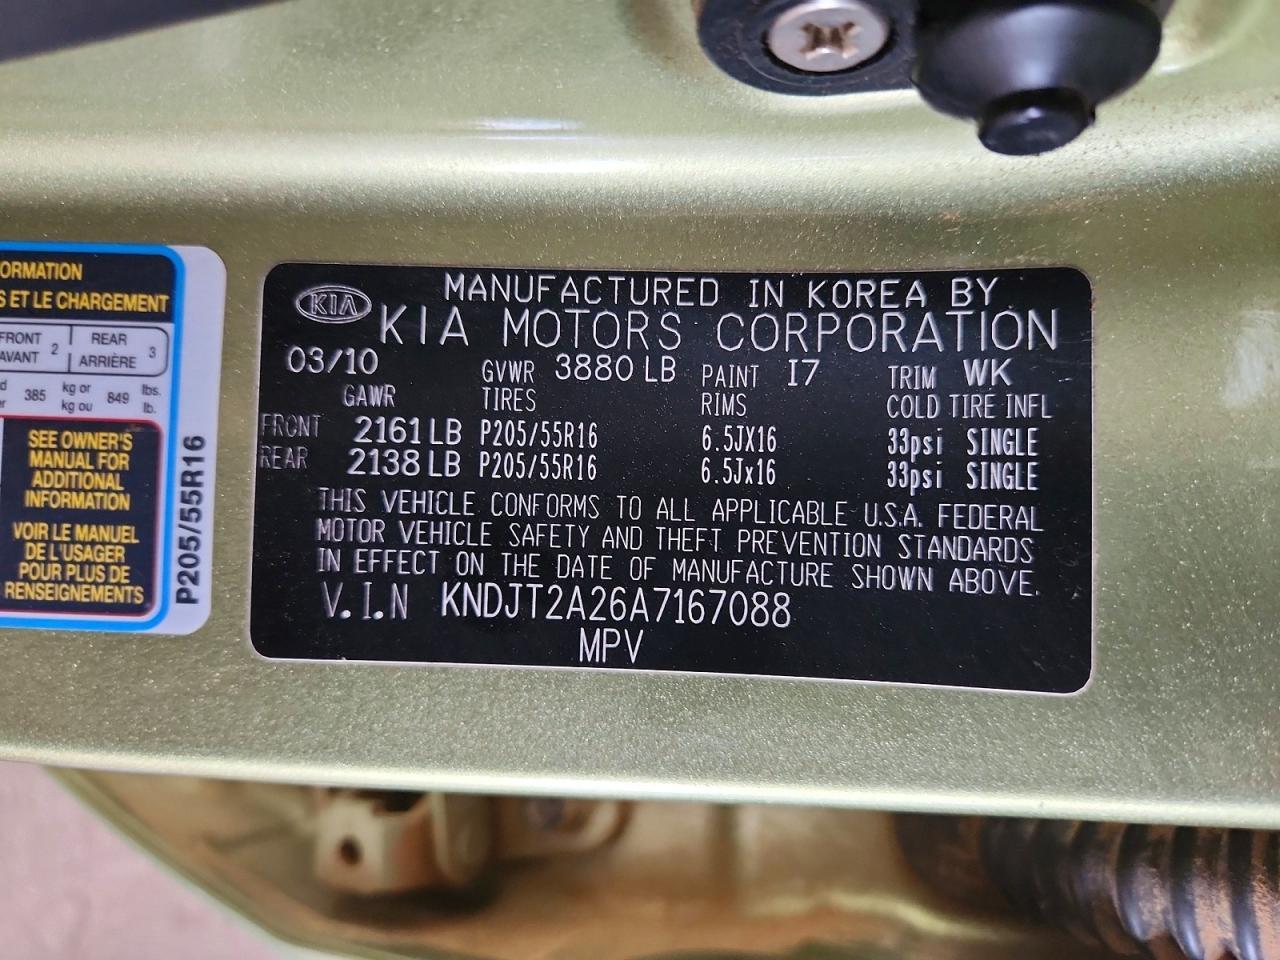 ORMATION
S ET LE CHARGEMENT
FRONT 2 REAR 3
AVANT ARRIÈRE
385 kg or 849 lbs.
kg ou lb.
SEE OWNER'S
MANUAL FOR
ADDITIONAL
INFORMATION
VOIR LE MANUEL
DE L'USAGER
POUR PLUS DE
RENSEIGNEMENTS
P205/55R16
KIA
MANUFACTURED IN KOREA BY
KIA MOTORS CORPORATION
03/10 GVWR 3880 LB PAINT I7 TRIM WK
GAWR TIRES RIMS COLD TIRE INFL
FRONT 2161 LB P205/55R16 6.5JX16 33psi SINGLE
REAR 2138 LB P205/55R16 6.5Jx16 33psi SINGLE
THIS VEHICLE CONFORMS TO ALL APPLICABLE U.S.A. FEDERAL
MOTOR VEHICLE SAFETY AND THEFT PREVENTION STANDARDS
IN EFFECT ON THE DATE OF MANUFACTURE SHOWN ABOVE.
V.I.N KNDJT2A26A7167088
MPV